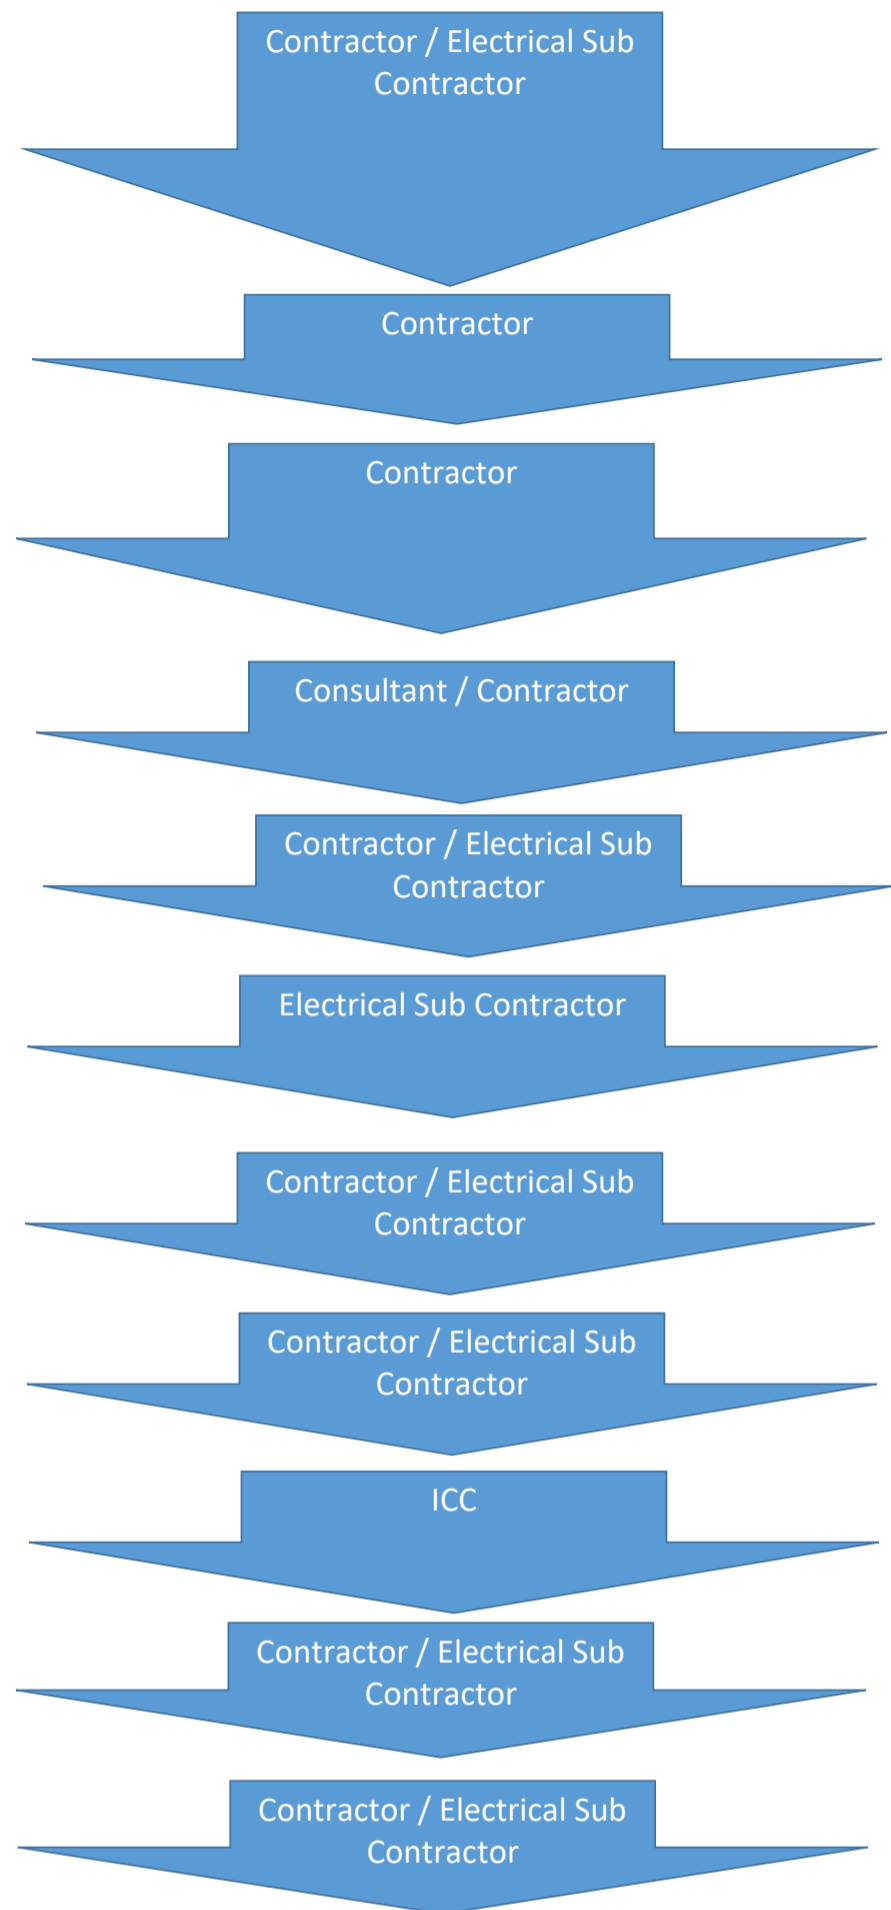 Contractor / Electrical Sub
Contractor
Contractor
Contractor
Consultant / Contractor
Contractor / Electrical Sub
Contractor
Electrical Sub Contractor
Contractor / Electrical Sub
Contractor
Contractor / Electrical Sub
Contractor
ICC
Contractor / Electrical Sub
Contractor
Contractor / Electrical Sub
Contractor